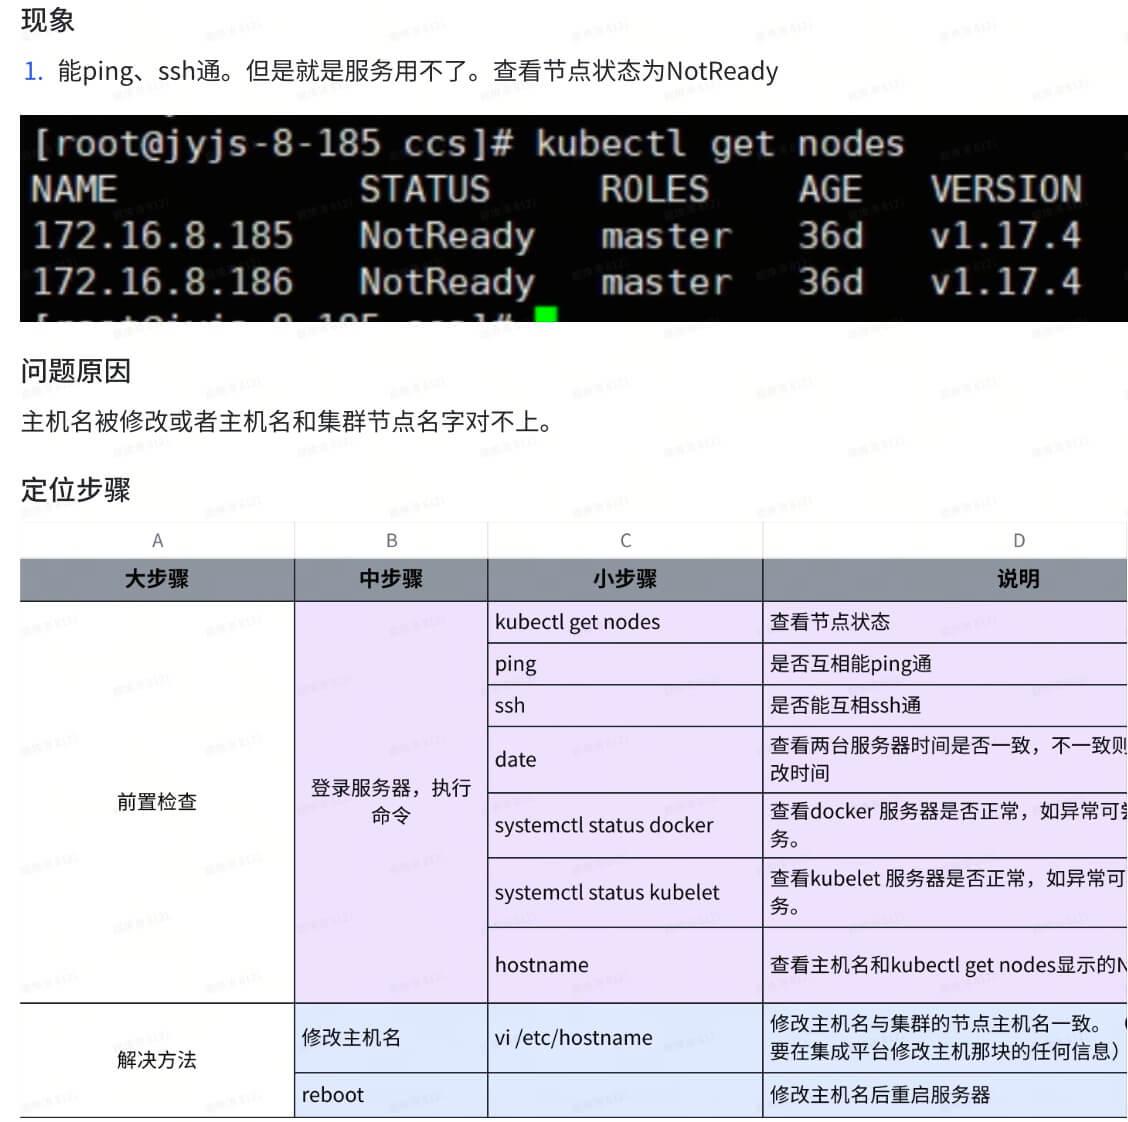 现象
1. 能ping、ssh通。但是就是服务用不了。查看节点状态为NotReady
[root@jyjs-8-185 ccs]# kubectl get nodes
NAME STATUS ROLES AGE VERSION
172.16.8.185 NotReady master 36d v1.17.4
172.16.8.186 NotReady master 36d v1.17.4
问题原因
主机名被修改或者主机名和集群节点名字对不上。
定位步骤
A B C D
大步骤 中步骤 小步骤 说明
kubectl get nodes 查看节点状态
ping 是否互相能ping通
ssh 是否能互相ssh通
date 查看两台服务器时间是否一致，不一致则
改时间
前置检查
登录服务器，执行
命令
systemctl status docker 查看docker 服务器是否正常，如异常可
务。
systemctl status kubelet 查看kubelet 服务器是否正常，如异常可
务。
hostname 查看主机名和kubectl get nodes显示的
解决方法
修改主机名 vi /etc/hostname 修改主机名与集群的节点主机名一致。
要在集成平台修改主机那块的任何信息）
reboot 修改主机名后重启服务器